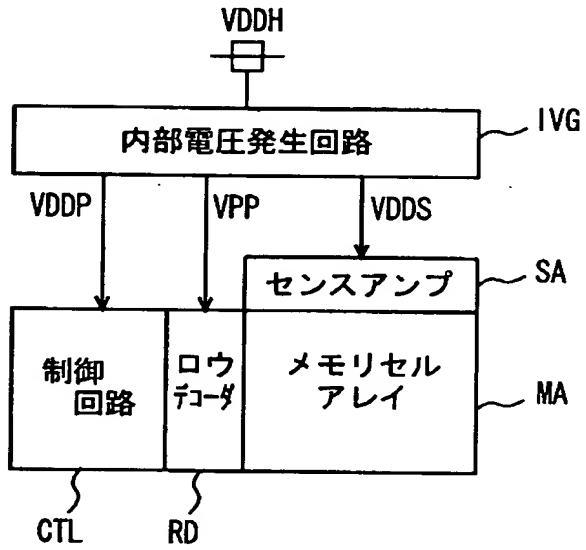 VDDH
内部電圧発生回路
IVG
VDDP
VPP
VDDS
センスアンプ
SA
制御
回路
ロウ
デコーダ
メモリセル
アレイ
MA
CTL
RD